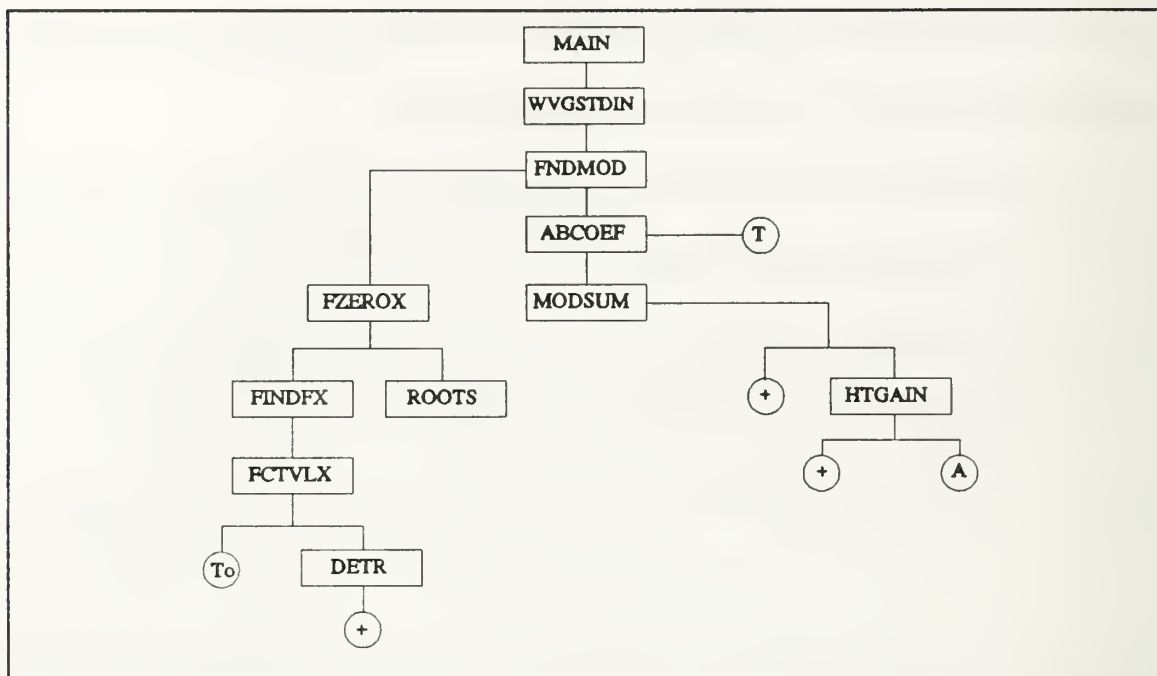 MAIN
WVGSTDIN
FNDMOD
ABCOEF
T
FZEROX
MODSUM
FINDFX
ROOTS
+
HTGAIN
FCTVLX
+
A
To
DETR
+